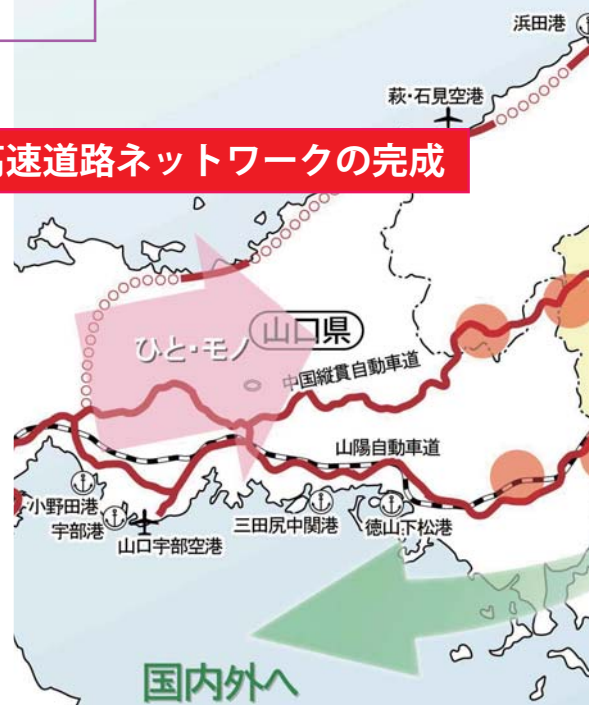 浜田港
萩・石見空港
高速道路ネットワークの完成
ひと・モノ
山口県
中国縦貫自動車道
山陽自動車道
小野田港
宇部港
山口宇部空港
三田尻中関港
徳山下松港
国内外へ